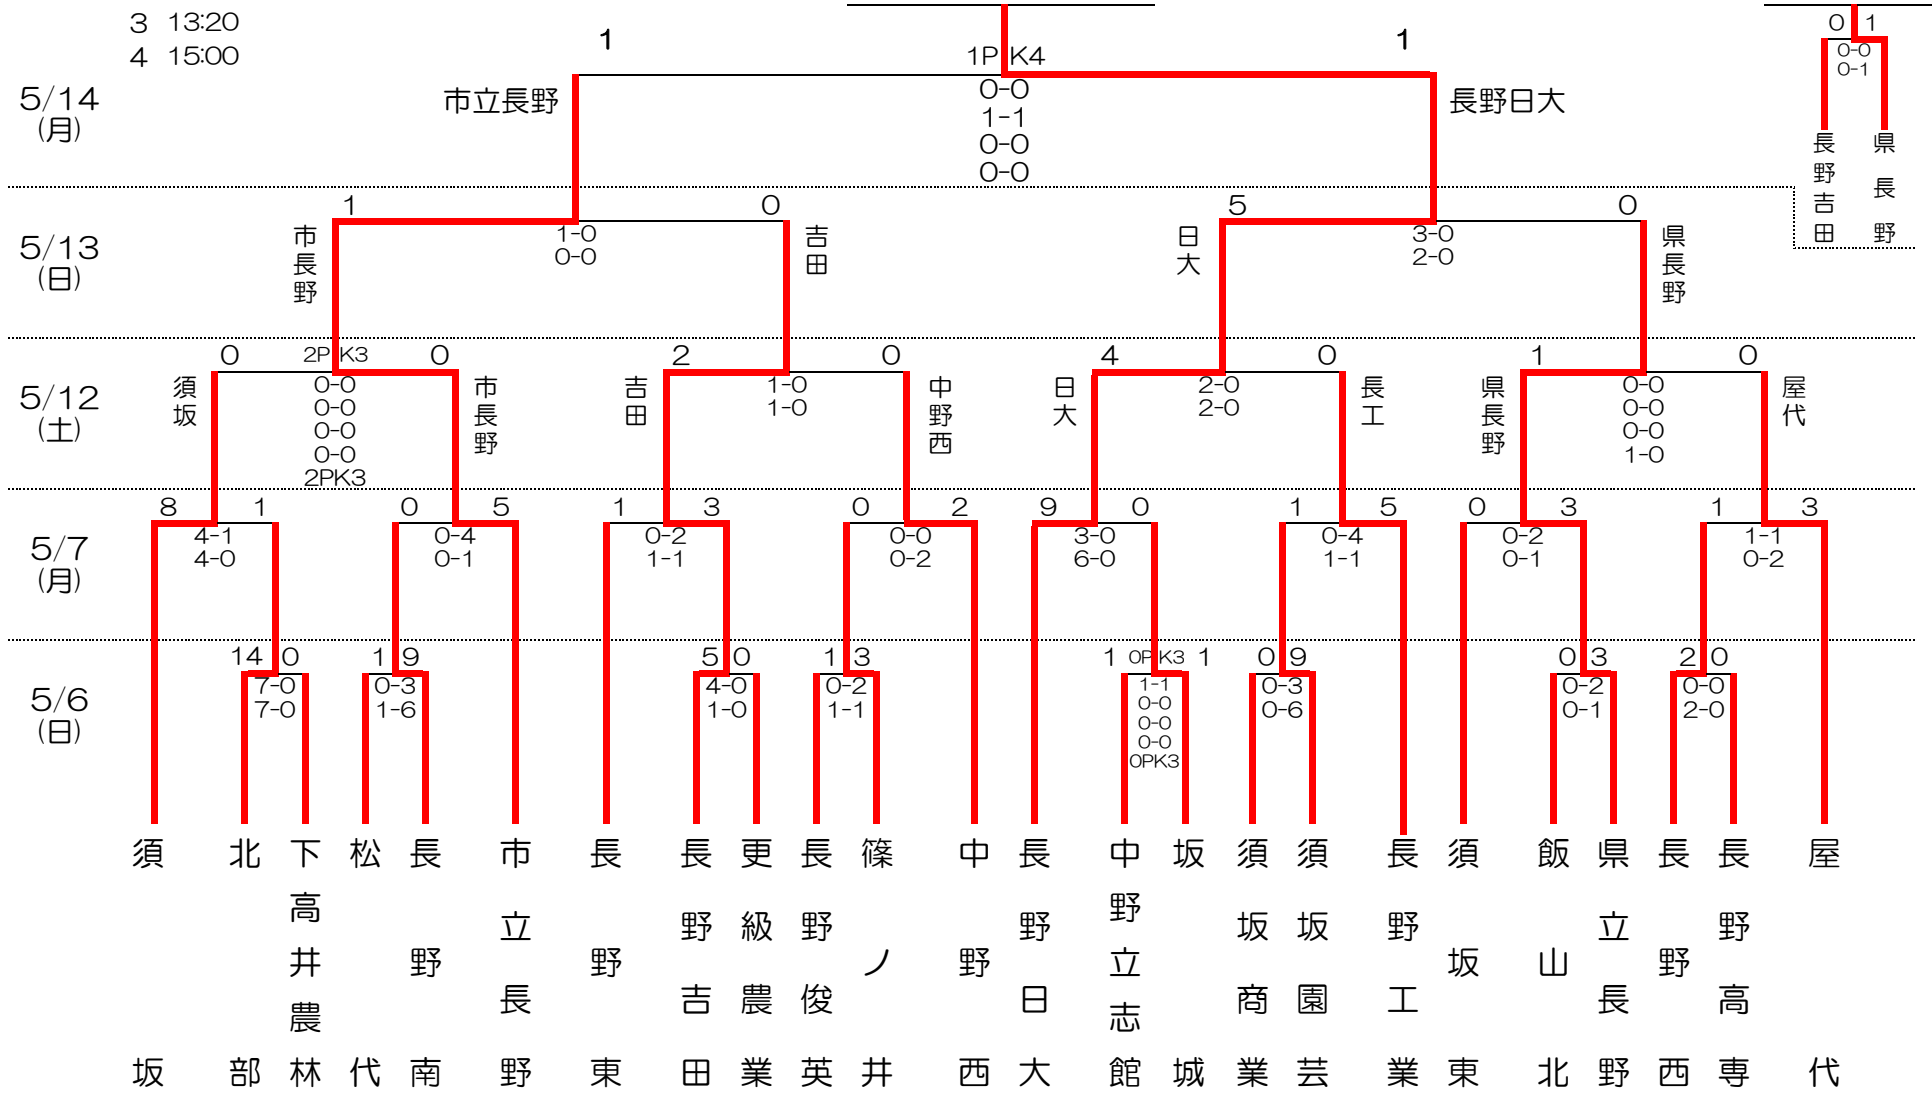 3 13:20
4 15:00
1
1
1PK4
0-0
1-1
0-0
0-0
5/14
(月)
市立長野
長野日大
0 1
0-0
0-1
長野吉田
県長野
5/13
(日)
1
0
1-0
0-0
市長野
吉田
5
0
3-0
2-0
日大
県長野
5/12
(土)
0
2PK3
0
0-0
0-0
0-0
0-0
2PK3
須坂
市長野
2
0
1-0
1-0
吉田
中野西
4
0
2-0
2-0
日大
長工
1
0
0-0
0-0
0-0
1-0
県長野
屋代
5/7
(月)
8 1
4-1
4-0
0 5
0-4
0-1
1 3
0-2
1-1
0 2
0-0
0-2
9 0
3-0
6-0
1 5
0-4
1-1
0 3
0-2
0-1
1 3
1-1
0-2
5/6
(日)
14 0
7-0
7-0
1 9
0-3
1-6
5 0
4-0
1-0
1 3
0-2
1-1
1 0PK3 1
1-1
0-0
0-0
0-0
0PK3
0 9
0-3
0-6
0 3
0-2
0-1
2 0
0-0
2-0
須坂
北部
下高井農林
松代
長野南
市立長野
長野東
長野吉田
更級農業
長野俊英
篠ノ井
中野西
長野日大
中野立志館
坂城
須坂商業
須坂園芸
長野工業
須坂東
飯山北
県立長野
長野西
長野高専
屋代